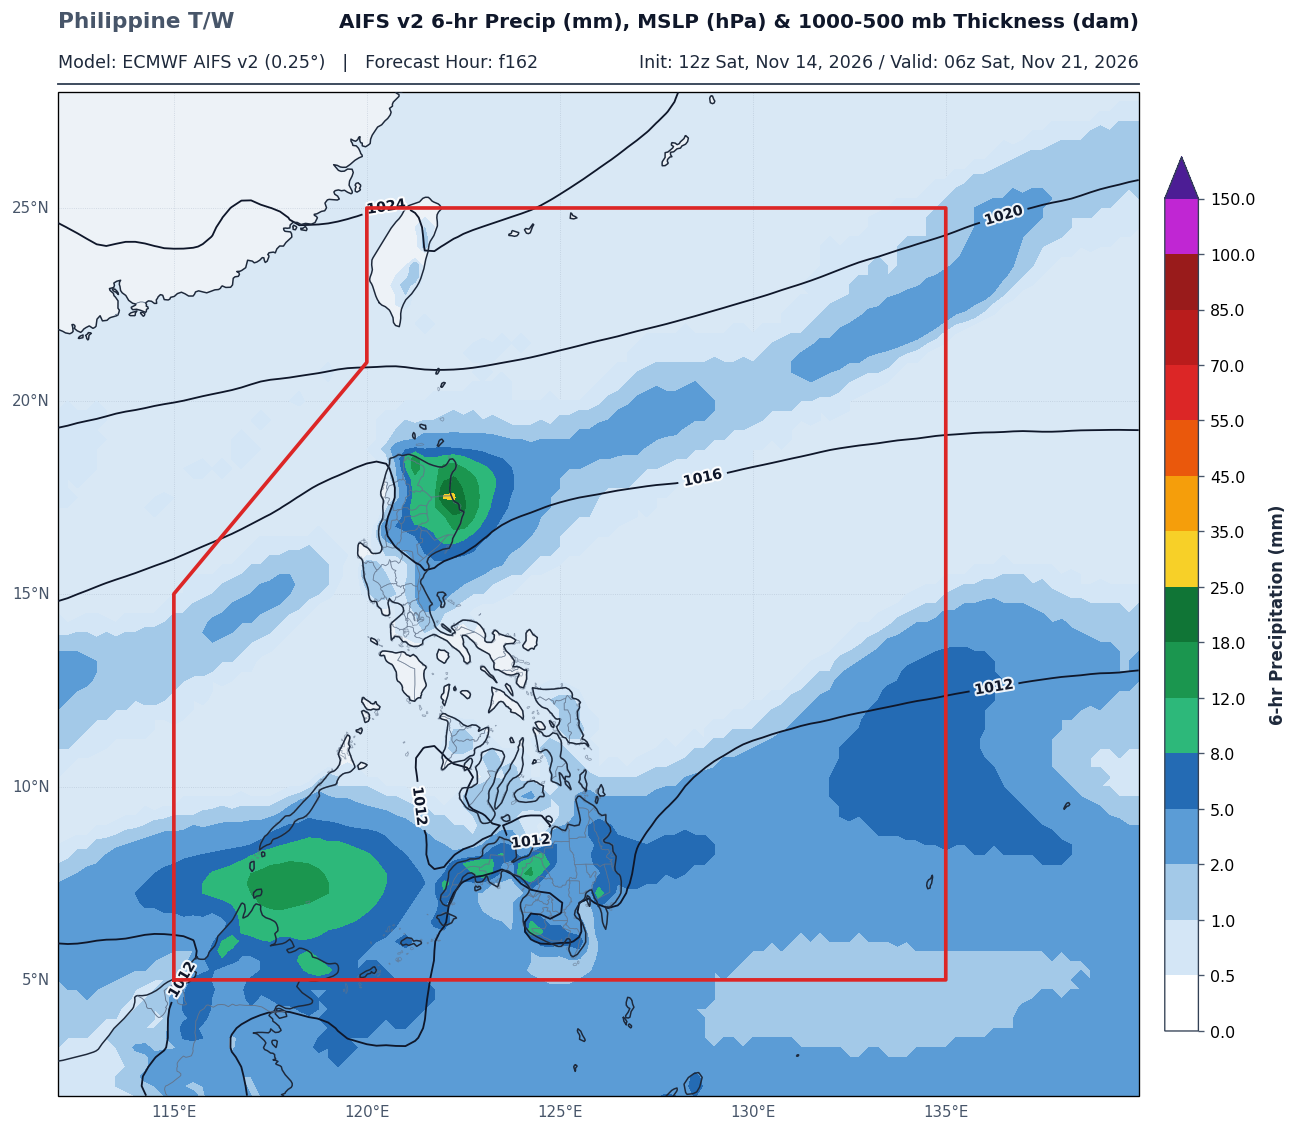 Philippine T/W
AIFS v2 6-hr Precip (mm), MSLP (hPa) & 1000-500 mb Thickness (dam)
Model: ECMWF AIFS v2 (0.25°) | Forecast Hour: f162
Init: 12z Sat, Nov 14, 2026 / Valid: 06z Sat, Nov 21, 2026
25°N
20°N
15°N
10°N
5°N
115°E
120°E
125°E
130°E
135°E
1024
1020
1016
1012
1012
1012
1012
150.0
100.0
85.0
70.0
55.0
45.0
35.0
25.0
18.0
12.0
8.0
5.0
2.0
1.0
0.5
0.0
6-hr Precipitation (mm)